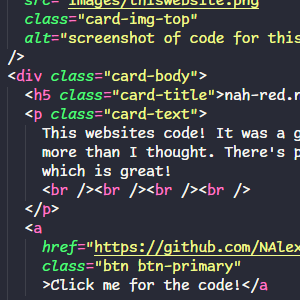 src="images/thiswebsite.png
class="card-img-top"
alt="screenshot of code for this
/>
<div class="card-body">
<h5 class="card-title">nah-red.r
<p class="card-text">
This websites code! It was a g
more than I thought. There's p
which is great!
<br /><br /><br /><br />
</p>
<a
href="https://github.com/NAlex
class="btn btn-primary"
>Click me for the code!</a